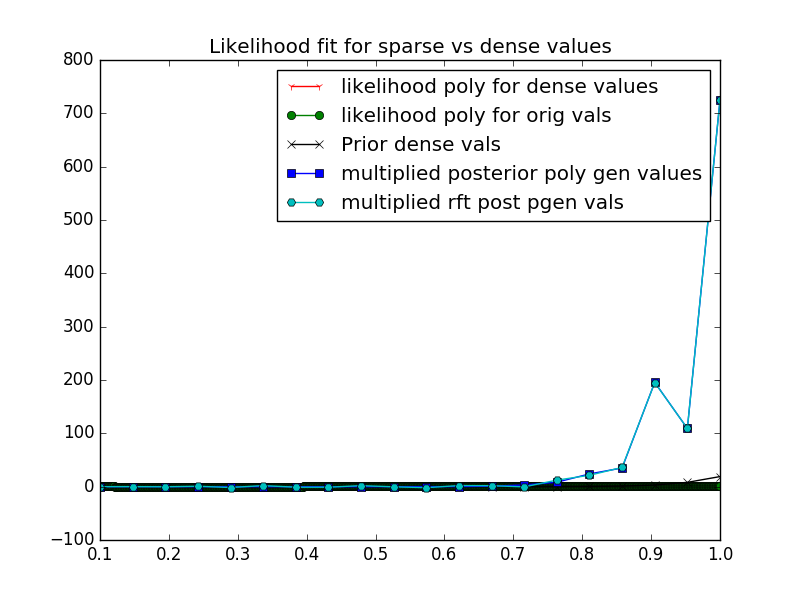 Likelihood fit for sparse vs dense values
800
700
600
500
400
300
200
100
0
−100
likelihood poly for dense values
likelihood poly for orig vals
Prior dense vals
multiplied posterior poly gen values
multiplied rft post pgen vals
0.1 0.2 0.3 0.4 0.5 0.6 0.7 0.8 0.9 1.0